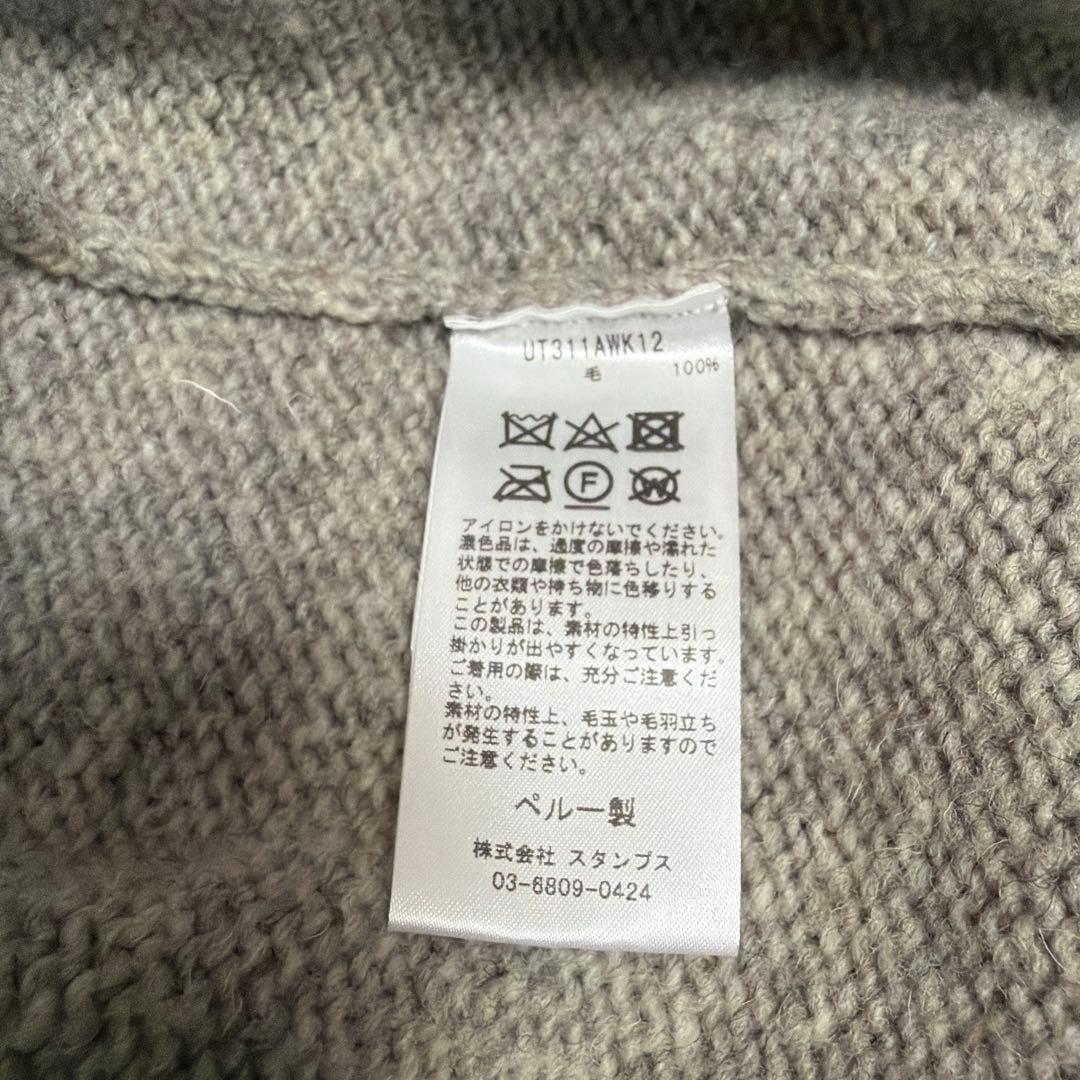 UT311AWK12
毛 100%
F
W
アイロンをかけないでください。
濃色品は、過度の摩擦や濡れた
状態での摩擦で色落ちしたり、
他の衣類や持ち物に色移りする
ことがあります。
この製品は、素材の特性上引っ
掛かりが出やすくなっています。
ご着用の際は、充分ご注意くだ
さい。
素材の特性上、毛玉や毛羽立ち
が発生することがありますので
ご注意ください。
ペルー製
株式会社 スタンプス
03-6809-0424